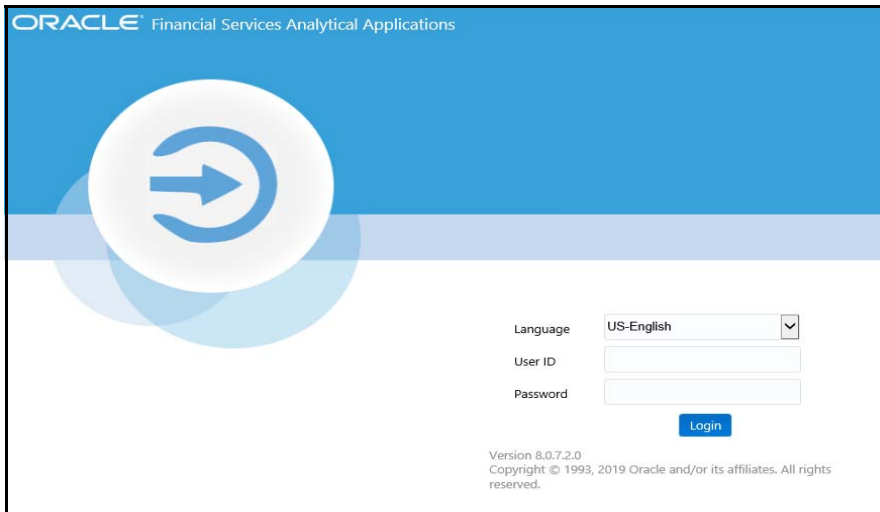 ORACLE® Financial Services Analytical Applications
Language US-English
User ID
Password
Login
Version 8.0.7.2.0
Copyright © 1993, 2019 Oracle and/or its affiliates. All rights
reserved.